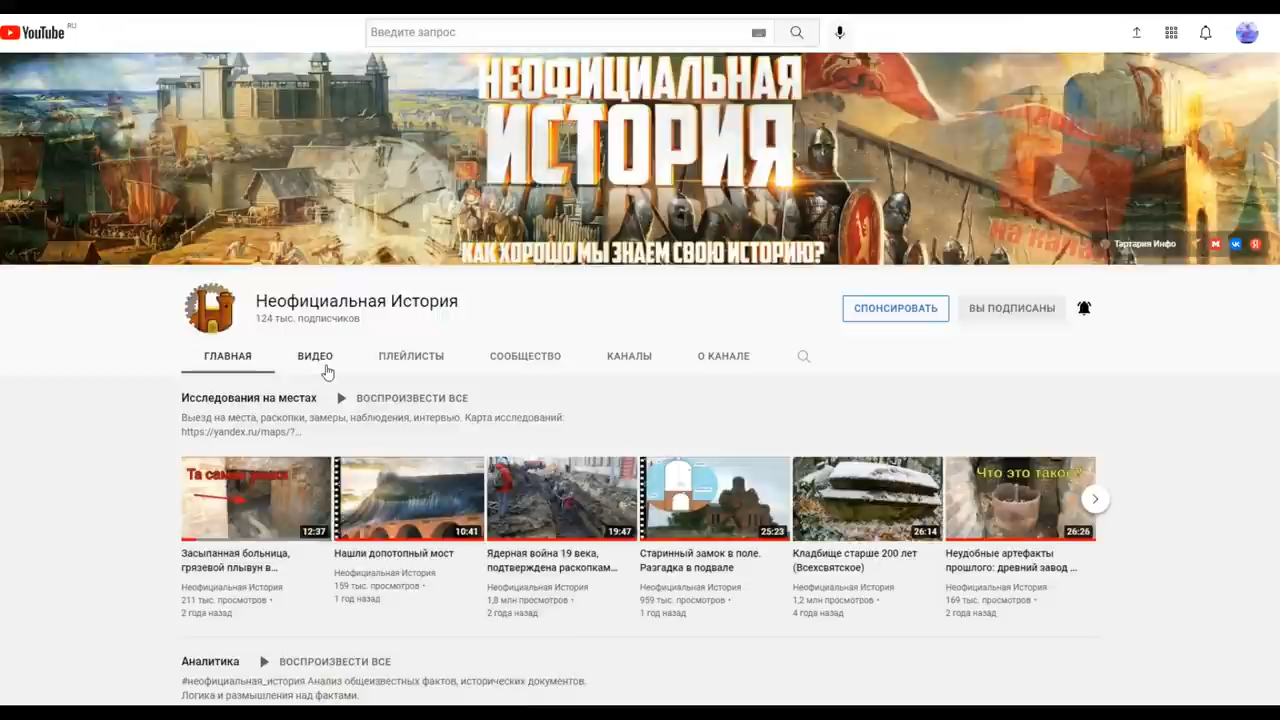 YouTube RU
Введите запрос
НЕОФИЦИАЛЬНАЯ
ИСТОРИЯ
КАК ХОРОШО МЫ ЗНАЕМ СВОЮ ИСТОРИЮ?
на кана
Тартария Инфо
Неофициальная История
124 тыс. подписчиков
СПОНСИРОВАТЬ
ВЫ ПОДПИСАНЫ
ГЛАВНАЯ
ВИДЕО
ПЛЕЙЛИСТЫ
СООБЩЕСТВО
КАНАЛЫ
О КАНАЛЕ
Исследования на местах
ВОСПРОИЗВЕСТИ ВСЕ
Выезд на места, раскопки, замеры, наблюдения, интервью. Карта исследований:
https://yandex.ru/maps/?...
Та самая
12:37
10:41
19:47
25:23
26:14
Что это такое?
26:26
Засыпанная больница,
грязевой плывун в...
Неофициальная История
211 тыс. просмотров •
2 года назад
Нашли допотопный мост
Неофициальная История
159 тыс. просмотров •
1 год назад
Ядерная война 19 века,
подтверждена раскопкам...
Неофициальная История
1,8 млн просмотров •
2 года назад
Старинный замок в поле.
Разгадка в подвале
Неофициальная История
959 тыс. просмотров •
1 год назад
Кладбище старше 200 лет
(Всехсвятское)
Неофициальная История
1,2 млн просмотров •
4 года назад
Неудобные артефакты
прошлого: древний завод ...
Неофициальная История
169 тыс. просмотров •
2 года назад
Аналитика
ВОСПРОИЗВЕСТИ ВСЕ
#неофициальная_история Анализ общеизвестных фактов, исторических документов.
Логика и размышления над фактами.